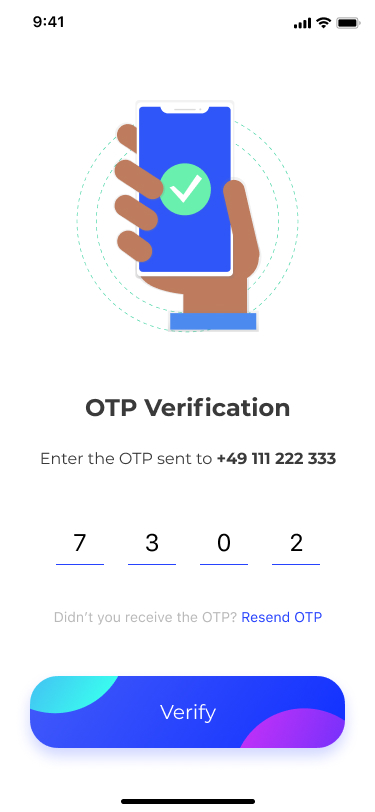 9:41
OTP Verification
Enter the OTP sent to +49 111 222 333
7 3 0 2
Didn't you receive the OTP? Resend OTP
Verify